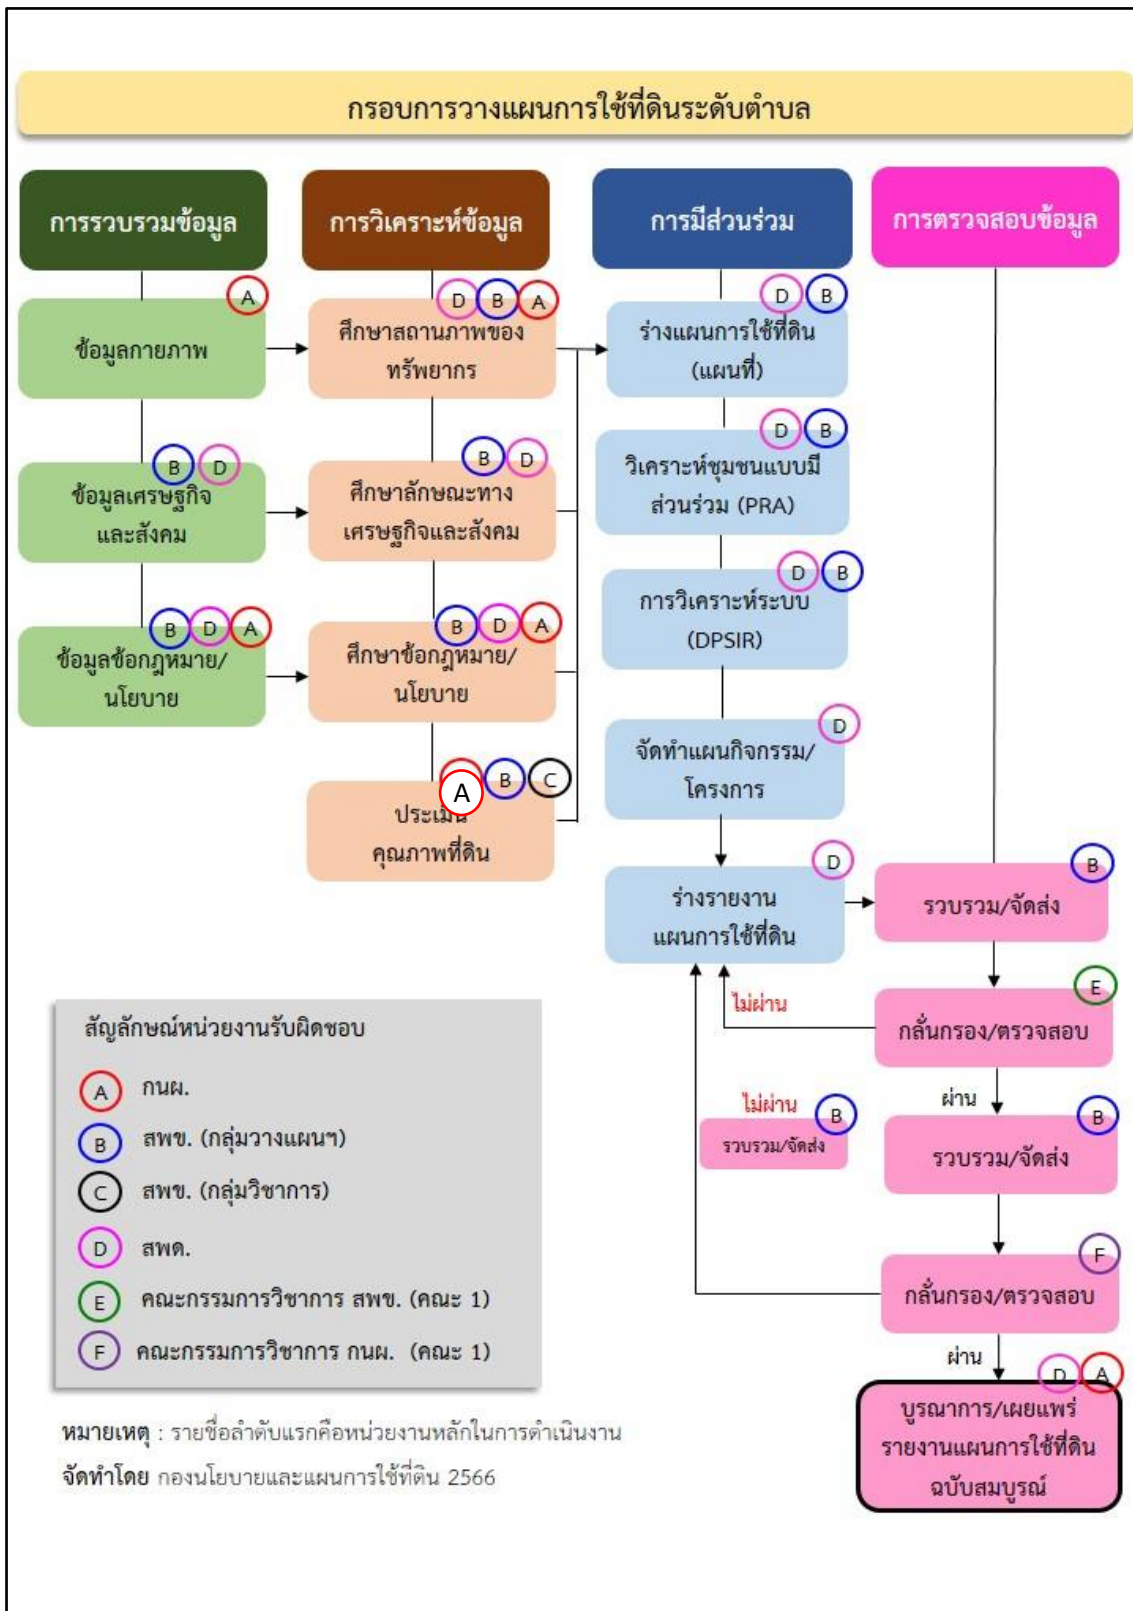 กรอบการวางแผนการใช้ที่ดินระดับตำบล
การรวบรวมข้อมูล
A
ข้อมูลกายภาพ
B D
ข้อมูลเศรษฐกิจ
และสังคม
B D A
ข้อมูลข้อกฎหมาย/
นโยบาย
การวิเคราะห์ข้อมูล
D B A
ศึกษาสถานภาพของ
ทรัพยากร
B D
ศึกษาลักษณะทาง
เศรษฐกิจและสังคม
B D A
ศึกษาข้อกฎหมาย/
นโยบาย
A B C
ประเมิน
คุณภาพที่ดิน
การมีส่วนร่วม
D B
ร่างแผนการใช้ที่ดิน
(แผนที่)
D B
วิเคราะห์ชุมชนแบบมี
ส่วนร่วม (PRA)
D B
การวิเคราะห์ระบบ
(DPSIR)
D
จัดทำแผนกิจกรรม/
โครงการ
D
ร่างรายงาน
แผนการใช้ที่ดิน
การตรวจสอบข้อมูล
B
รวบรวม/จัดส่ง
E
กลั่นกรอง/ตรวจสอบ
ไม่ผ่าน
ผ่าน
B
รวบรวม/จัดส่ง
ไม่ผ่าน
B
รวบรวม/จัดส่ง
F
กลั่นกรอง/ตรวจสอบ
ผ่าน
D A
บูรณาการ/เผยแพร่
รายงานแผนการใช้ที่ดิน
ฉบับสมบูรณ์
สัญลักษณ์หน่วยงานรับผิดชอบ
A กนผ.
B สพข. (กลุ่มวางแผนฯ)
C สพข. (กลุ่มวิชาการ)
D สพด.
E คณะกรรมการวิชาการ สพข. (คณะ 1)
F คณะกรรมการวิชาการ กนผ. (คณะ 1)
หมายเหตุ : รายชื่อลำดับแรกคือหน่วยงานหลักในการดำเนินงาน
จัดทำโดย กองนโยบายและแผนการใช้ที่ดิน 2566